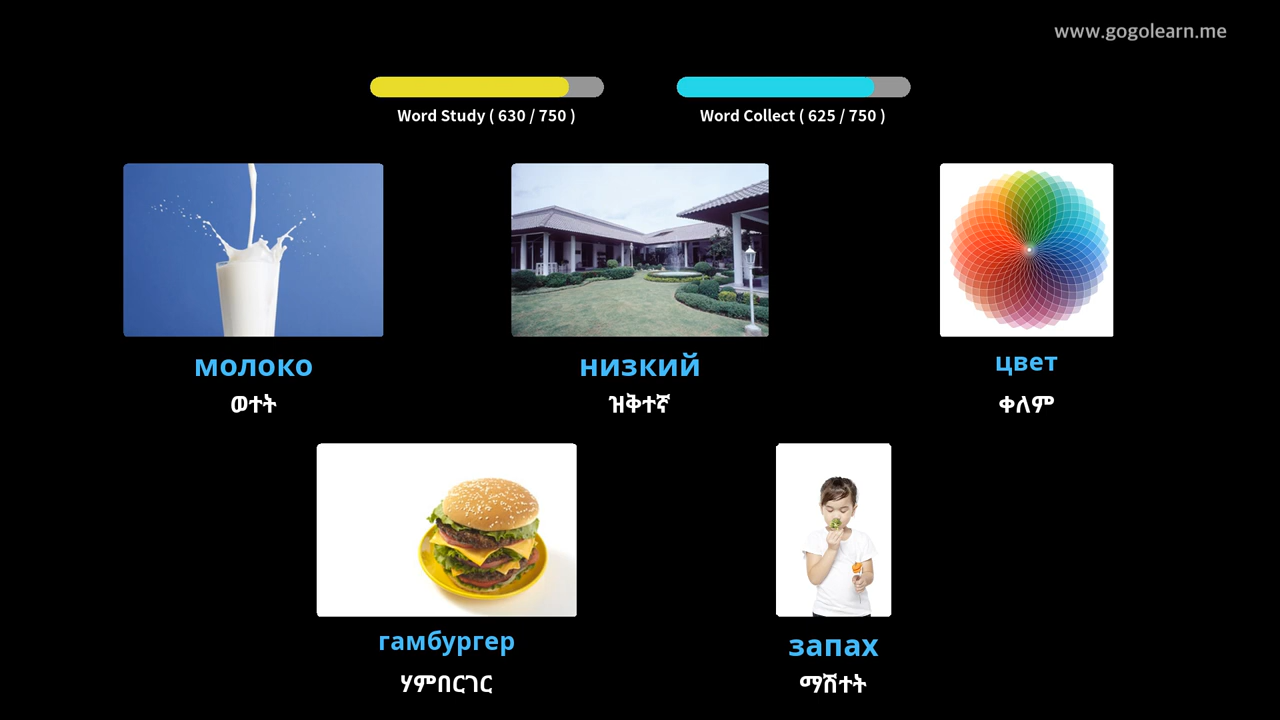 www.gogolearn.me
Word Study ( 630 / 750 )
Word Collect ( 625 / 750 )
молоко
ወተት
низкий
ዝቅተኛ
цвет
ቀለም
гамбургер
ሃምበርገር
запах
ማሽተት